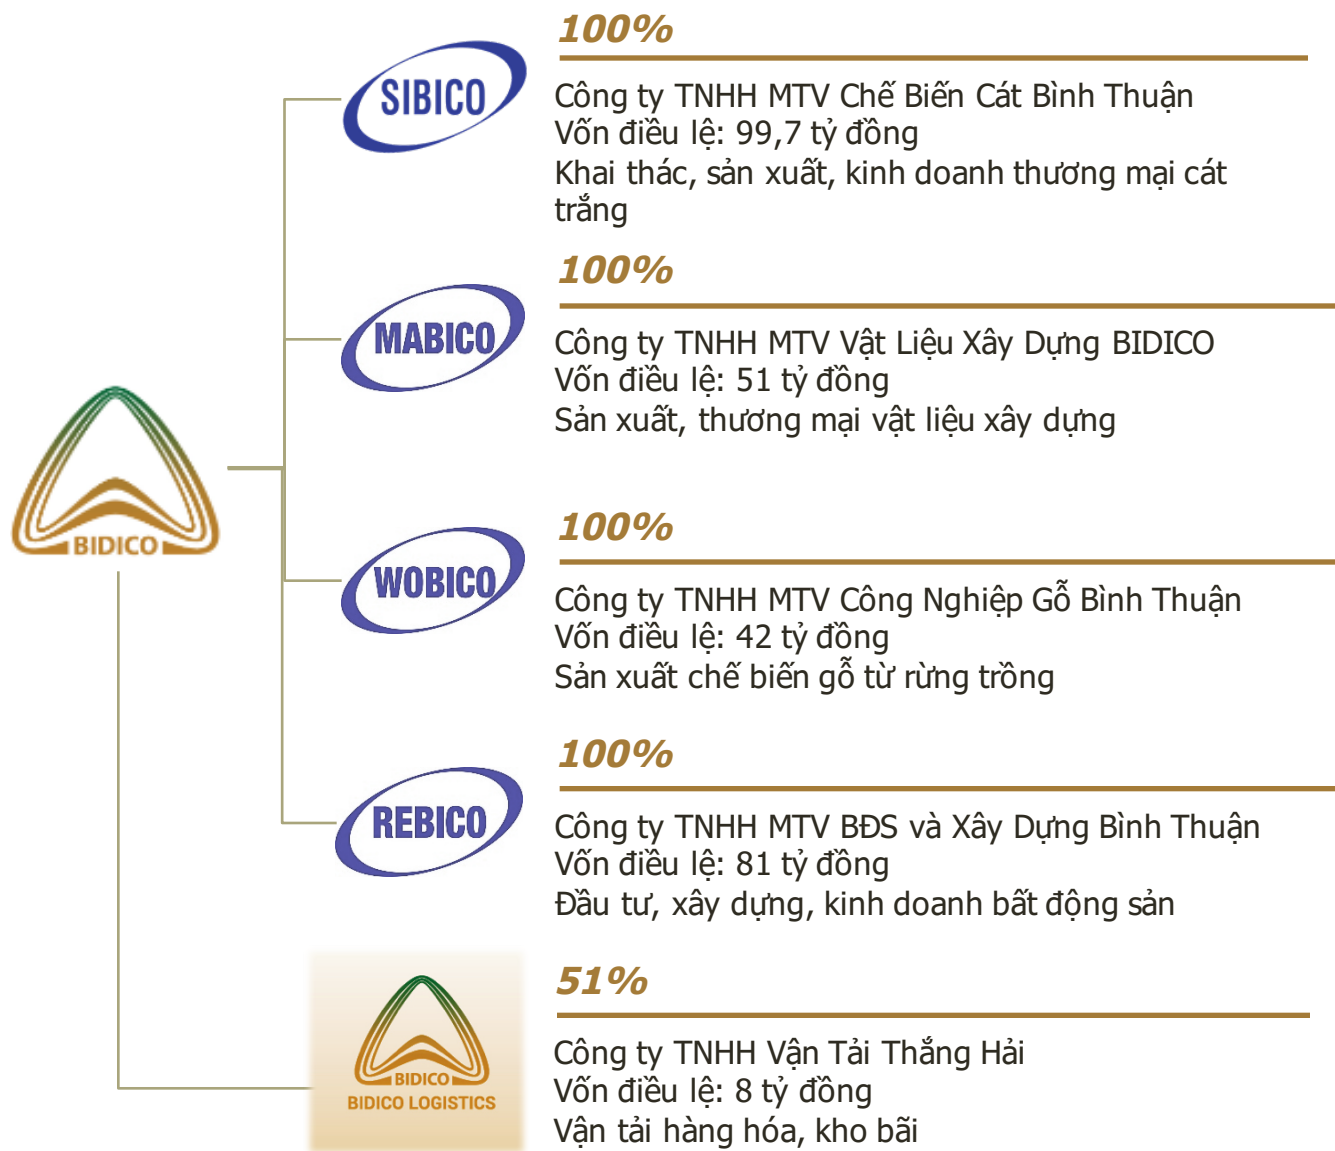 100%
SIBICO
Công ty TNHH MTV Chế Biến Cát Bình Thuận
Vốn điều lệ: 99,7 tỷ đồng
Khai thác, sản xuất, kinh doanh thương mại cát
trắng
100%
MABICO
Công ty TNHH MTV Vật Liệu Xây Dựng BIDICO
Vốn điều lệ: 51 tỷ đồng
Sản xuất, thương mại vật liệu xây dựng
BIDICO
100%
WOBICO
Công ty TNHH MTV Công Nghiệp Gỗ Bình Thuận
Vốn điều lệ: 42 tỷ đồng
Sản xuất chế biến gỗ từ rừng trồng
100%
REBICO
Công ty TNHH MTV BĐS và Xây Dựng Bình Thuận
Vốn điều lệ: 81 tỷ đồng
Đầu tư, xây dựng, kinh doanh bất động sản
51%
BIDICO
BIDICO LOGISTICS
Công ty TNHH Vận Tải Thắng Hải
Vốn điều lệ: 8 tỷ đồng
Vận tải hàng hóa, kho bãi